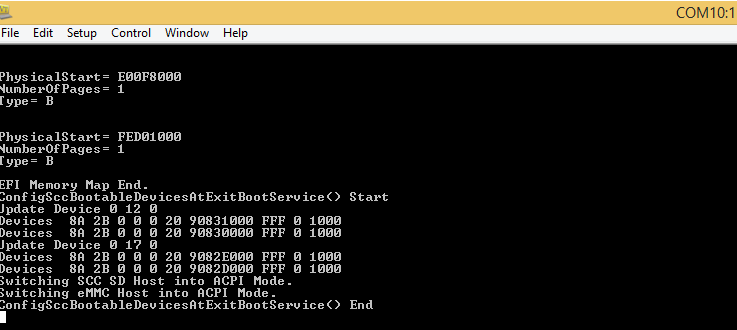 COM10:1
File Edit Setup Control Window Help
PhysicalStart= E00F8000
NumberOfPages= 1
Type= B
PhysicalStart= FED01000
NumberOfPages= 1
Type= B
EFI Memory Map End.
ConfigSccBootableDevicesAtExitBootService() Start
Update Device 0 12 0
Devices  8A 2B 0 0 0 20 90831000 FFF 0 1000
Devices  8A 2B 0 0 0 20 90830000 FFF 0 1000
Update Device 0 17 0
Devices  8A 2B 0 0 0 20 9082E000 FFF 0 1000
Devices  8A 2B 0 0 0 20 9082D000 FFF 0 1000
Switching SCC SD Host into ACPI Mode.
Switching eMMC Host into ACPI Mode.
ConfigSccBootableDevicesAtExitBootService() End